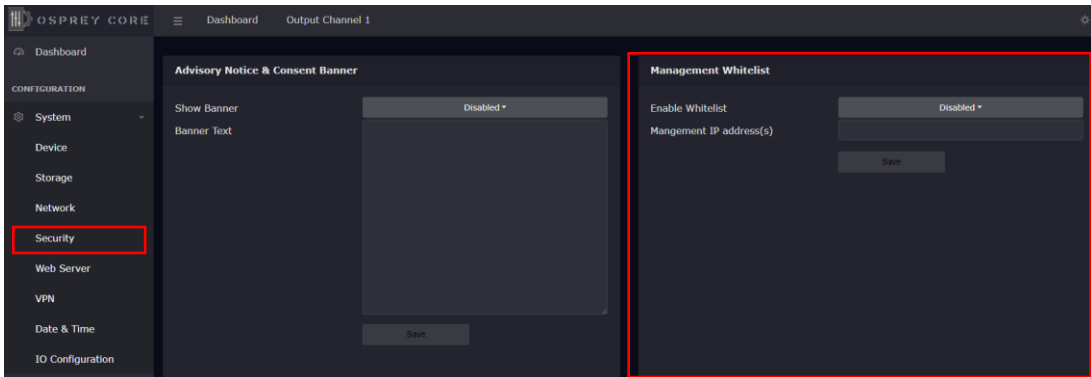 OSPREY CORE
Dashboard
Output Channel 1
Dashboard
CONFIGURATION
System
Device
Storage
Network
Security
Web Server
VPN
Date & Time
IO Configuration
Advisory Notice & Consent Banner
Show Banner
Disabled
Banner Text
Save
Management Whitelist
Enable Whitelist
Disabled
Mangement IP address(s)
Save